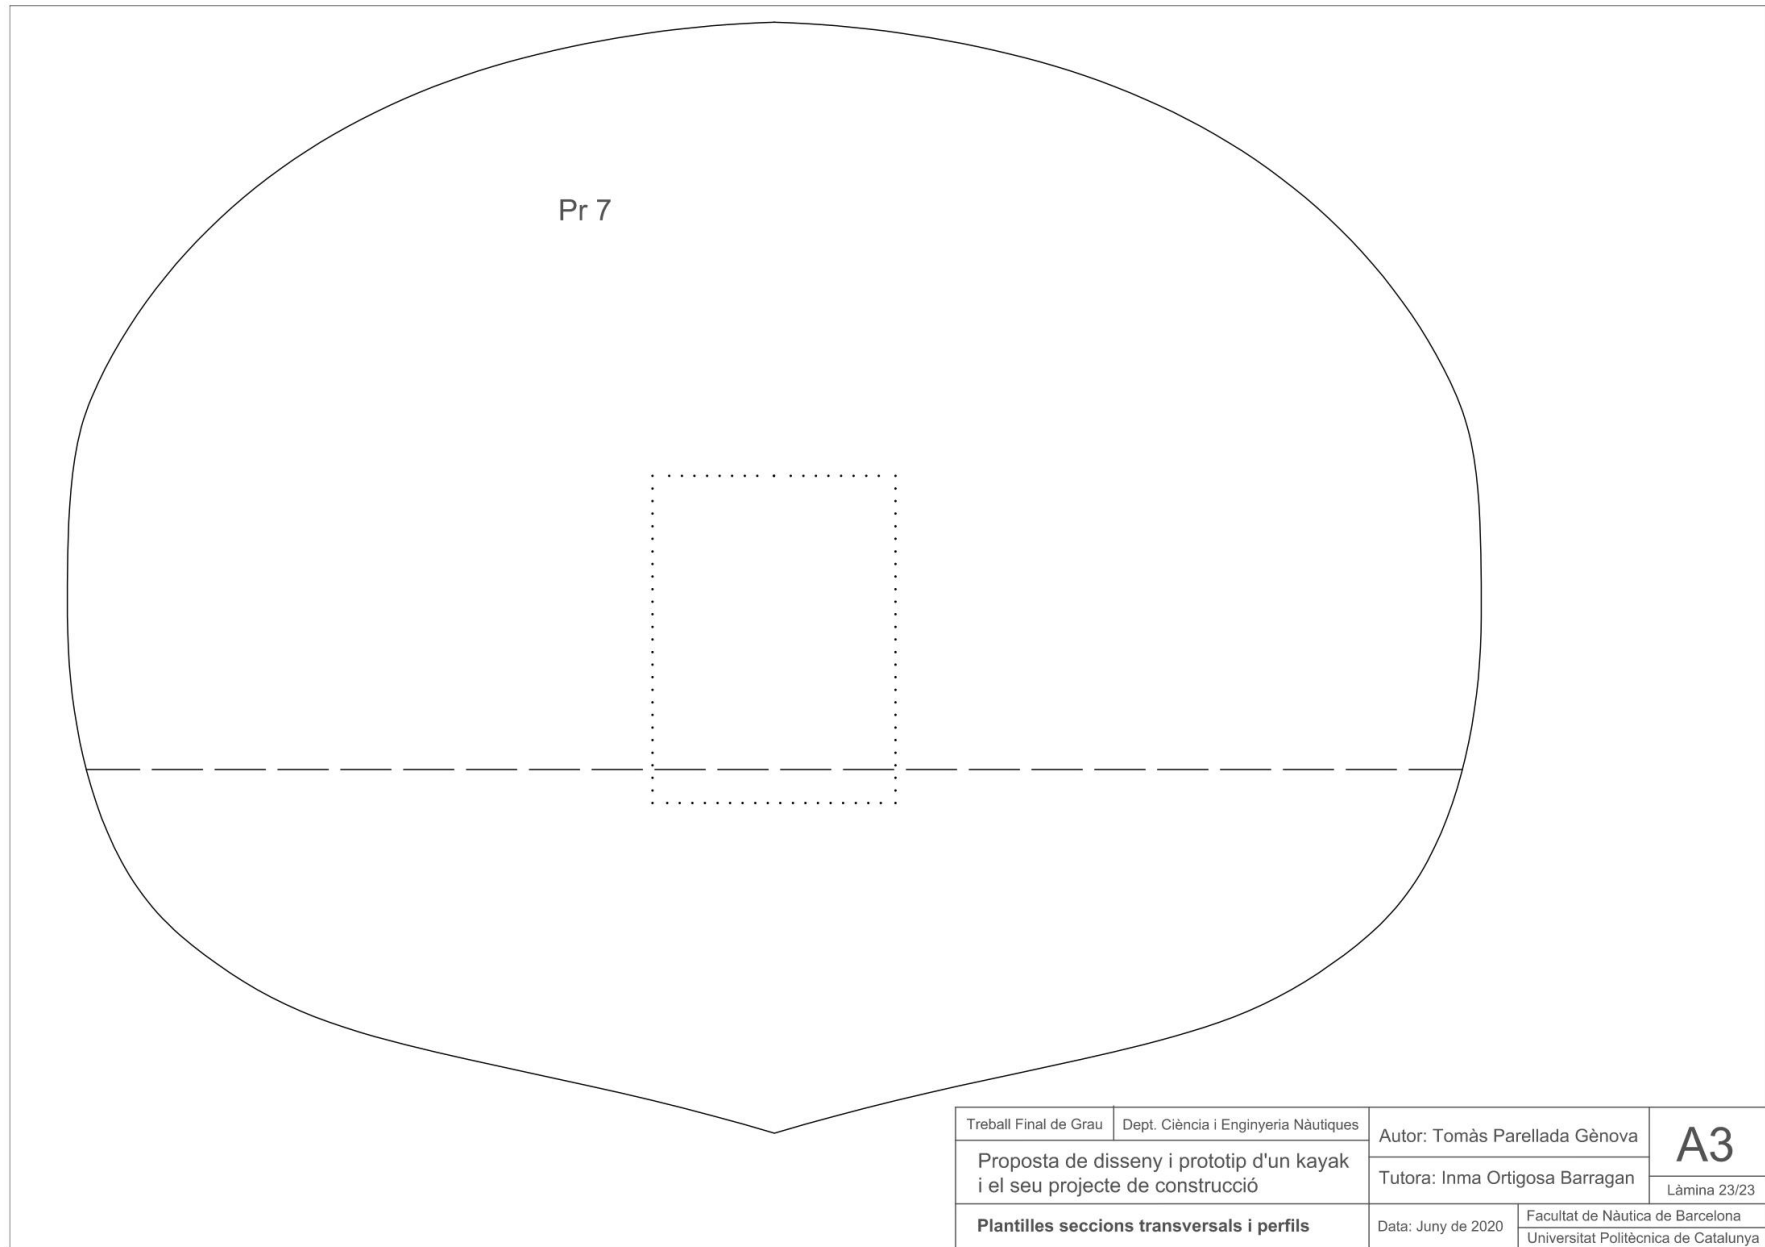 Pr 7
Treball Final de Grau
Dept. Ciència i Enginyeria Nàutiques
Autor: Tomàs Parellada Gènova
A3
Proposta de disseny i prototip d'un kayak
i el seu projecte de construcció
Tutora: Inma Ortigosa Barragan
Làmina 23/23
Plantilles seccions transversals i perfils
Data: Juny de 2020
Facultat de Nàutica de Barcelona
Universitat Politècnica de Catalunya